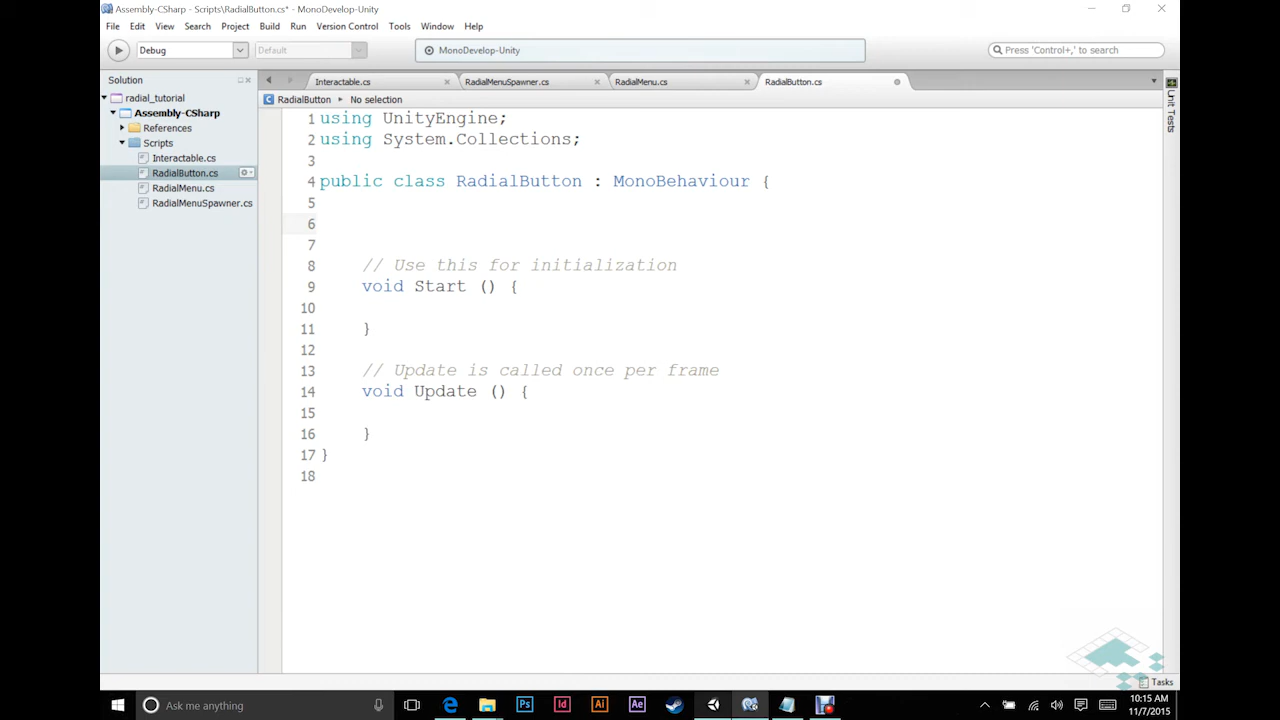 Assembly-CSharp - Scripts\RadialButton.cs* - MonoDevelop-Unity
File Edit View Search Project Build Run Version Control Tools Window Help
Debug Default MonoDevelop-Unity Press 'Control+,' to search
Solution
radial_tutorial
Assembly-CSharp
References
Scripts
Interactable.cs
RadialButton.cs
RadialMenu.cs
RadialMenuSpawner.cs
Interactable.cs RadialMenuSpawner.cs RadialMenu.cs RadialButton.cs
RadialButton No selection
1 using UnityEngine;
2 using System.Collections;
3
4 public class RadialButton : MonoBehaviour {
5
6
7
8 // Use this for initialization
9 void Start () {
10
11 }
12
13 // Update is called once per frame
14 void Update () {
15
16 }
17 }
18
Unit Tests
Tasks
Ask me anything
Ps Id Ai Ae
10:15 AM
11/7/2015